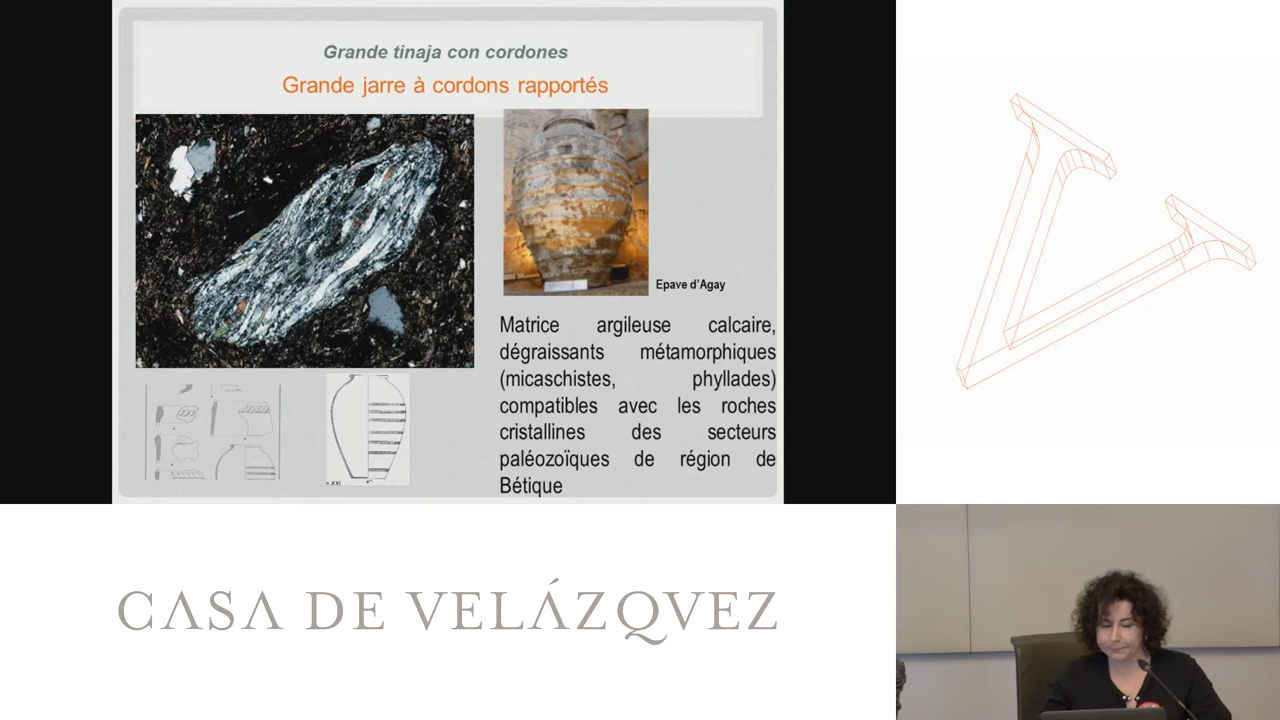 Grande tinaja con cordones
Grande jarre à cordons rapportés
Epave d'Agay
Matrice argileuse calcaire,
dégraissants métamorphiques
(micaschistes, phyllades)
compatibles avec les roches
cristallines des secteurs
paléozoïques de région de
Bétique
CASA DE VELÁZQVEZ